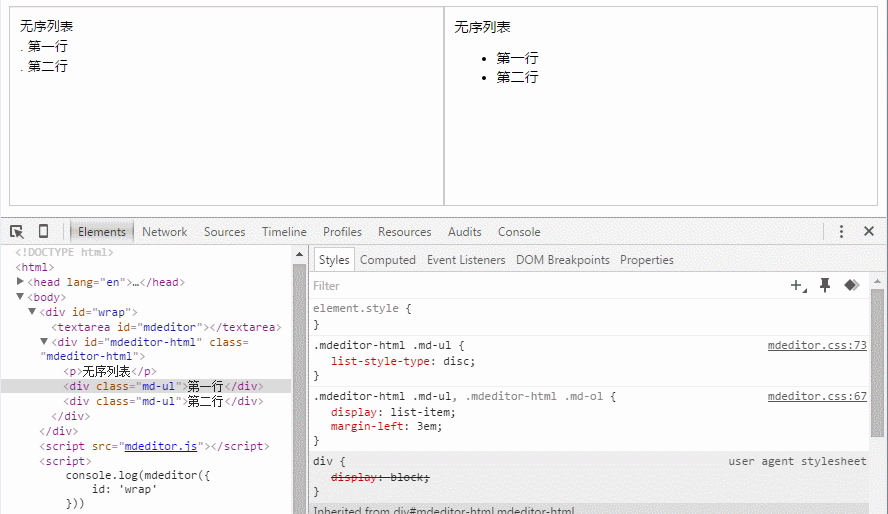 无序列表
. 第一行
. 第二行
无序列表
• 第一行
• 第二行
Elements Network Sources Timeline Profiles Resources Audits Console
<!DOCTYPE html>
<html>
<head lang="en">…</head>
<body>
<div id="wrap">
<textarea id="mdeditor"></textarea>
<div id="mdeditor-html" class=
"mdeditor-html">
<p>无序列表</p>
<div class="md-ul">第一行</div>
<div class="md-ul">第二行</div>
</div>
</div>
<script src="mdeditor.js"></script>
<script>
console.log(mdeditor({
id: 'wrap'
}))
Styles Computed Event Listeners DOM Breakpoints Properties
Filter
element.style {
}
.mdeditor-html .md-ul { mdeditor.css:73
list-style-type: disc;
}
.mdeditor-html .md-ul, .mdeditor-html .md-ol { mdeditor.css:67
display: list-item;
margin-left: 3em;
}
div { user agent stylesheet
display: block;
}
Inherited from div#mdeditor-html.mdeditor-html